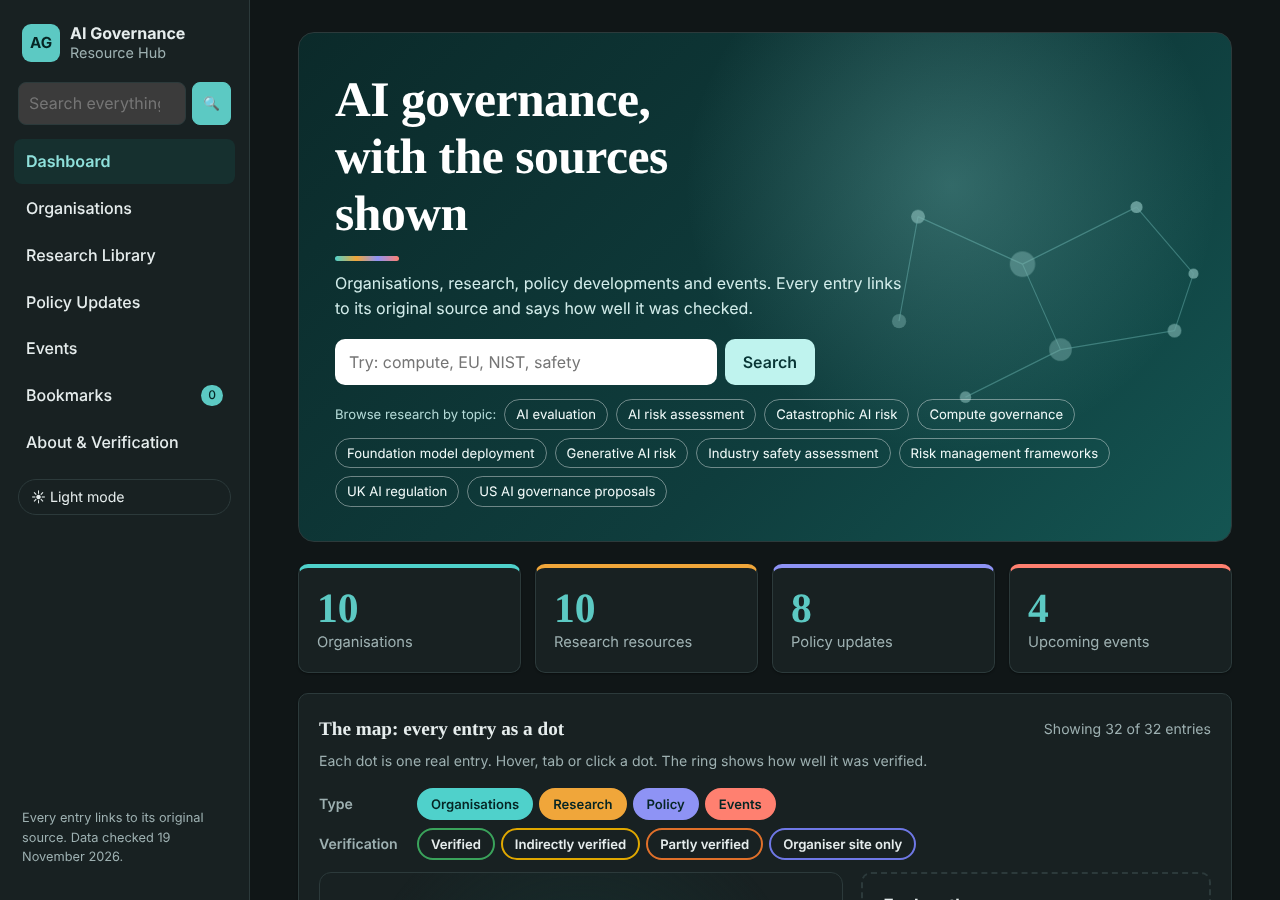 AG
AI Governance
Resource Hub
Search everything
Dashboard
Organisations
Research Library
Policy Updates
Events
Bookmarks 0
About & Verification
☀ Light mode
Every entry links to its original
source. Data checked 19
November 2026.
AI governance,
with the sources
shown
Organisations, research, policy developments and events. Every entry links
to its original source and says how well it was checked.
Try: compute, EU, NIST, safety
Search
Browse research by topic: AI evaluation AI risk assessment Catastrophic AI risk Compute governance
Foundation model deployment Generative AI risk Industry safety assessment Risk management frameworks
UK AI regulation US AI governance proposals
10
Organisations
10
Research resources
8
Policy updates
4
Upcoming events
The map: every entry as a dot
Showing 32 of 32 entries
Each dot is one real entry. Hover, tab or click a dot. The ring shows how well it was verified.
Type Organisations Research Policy Events
Verification Verified Indirectly verified Partly verified Organiser site only